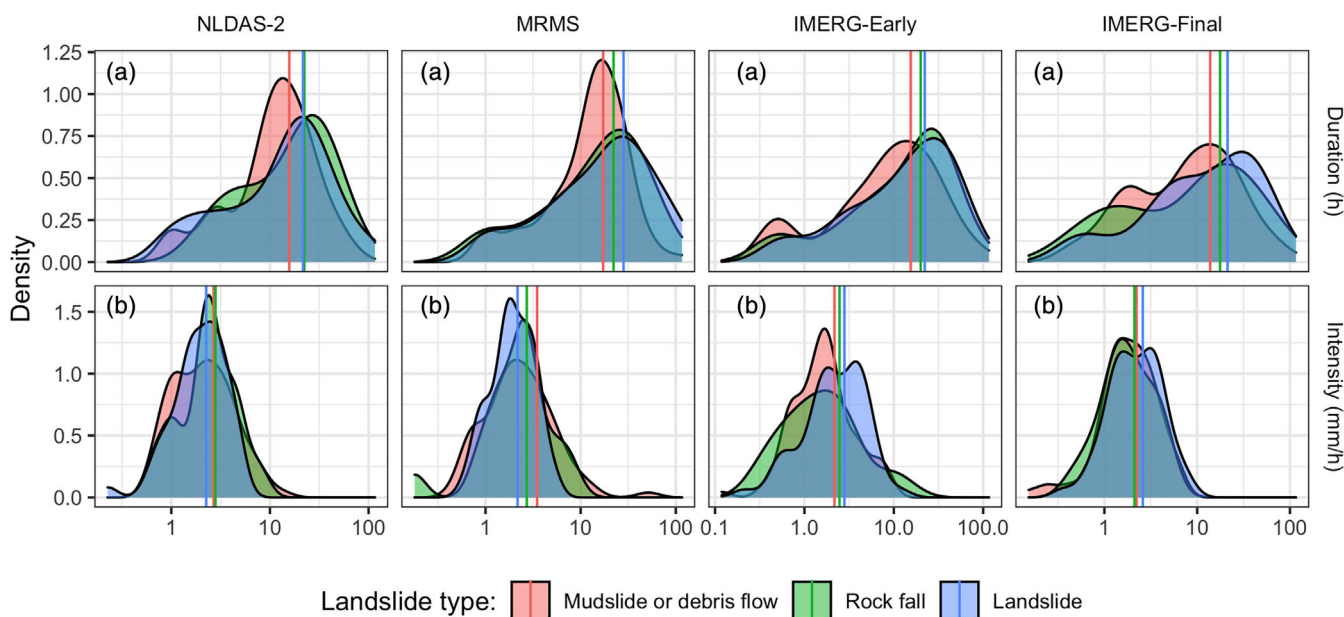 NLDAS-2 MRMS IMERG-Early IMERG-Final
Density
1.25
1.00
0.75
0.50
0.25
0.00
(a) (a) (a) (a)
Duration (h)
1.5
1.0
0.5
0.0
(b) (b) (b) (b)
Intensity (mm/h)
1 10 100 1 10 100 0.1 1.0 10.0 100.0 1 10 100
Landslide type: Mudslide or debris flow Rock fall Landslide